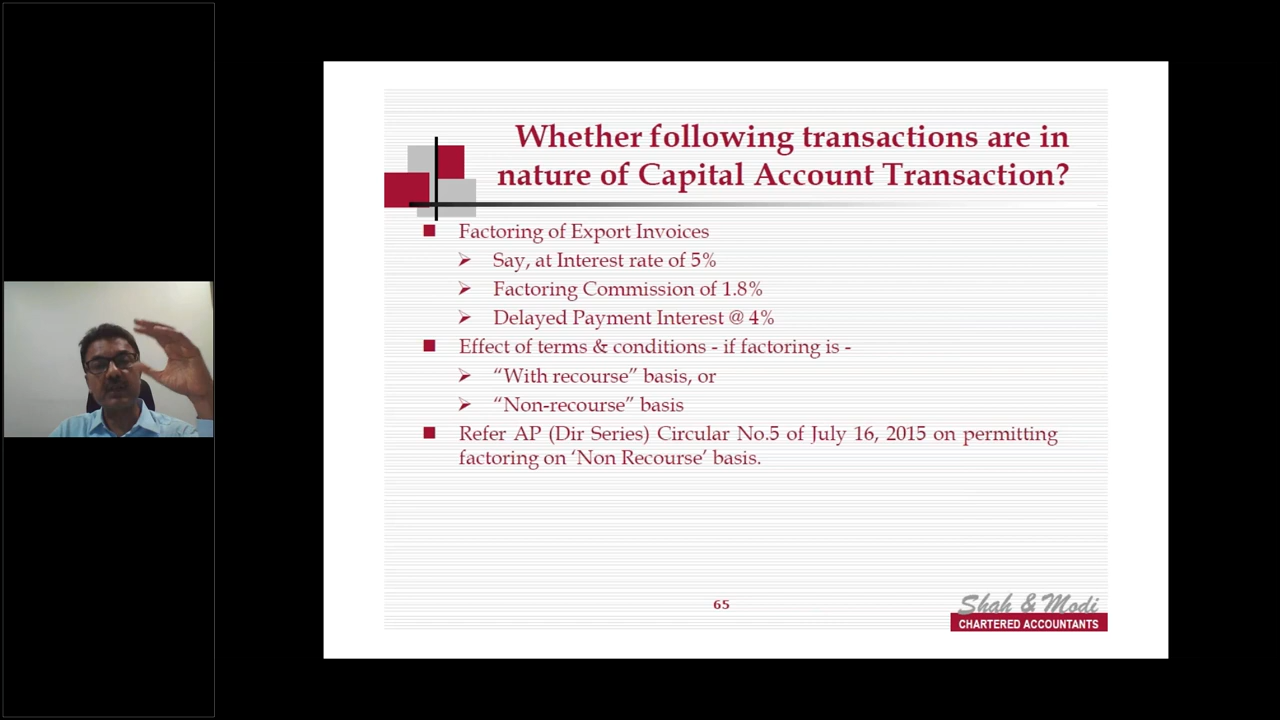 Whether following transactions are in
nature of Capital Account Transaction?
Factoring of Export Invoices
Say, at Interest rate of 5%
Factoring Commission of 1.8%
Delayed Payment Interest @ 4%
Effect of terms & conditions - if factoring is -
“With recourse” basis, or
“Non-recourse” basis
Refer AP (Dir Series) Circular No.5 of July 16, 2015 on permitting
factoring on ‘Non Recourse’ basis.
65
Shah & Modi
CHARTERED ACCOUNTANTS